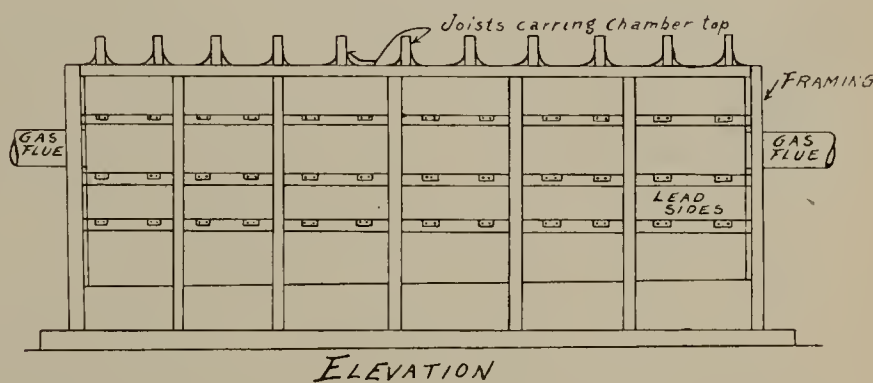 Joists carring Chamber top
FRAMING
GAS
FLUE
GAS
FLUE
LEAD
SIDES
ELEVATION